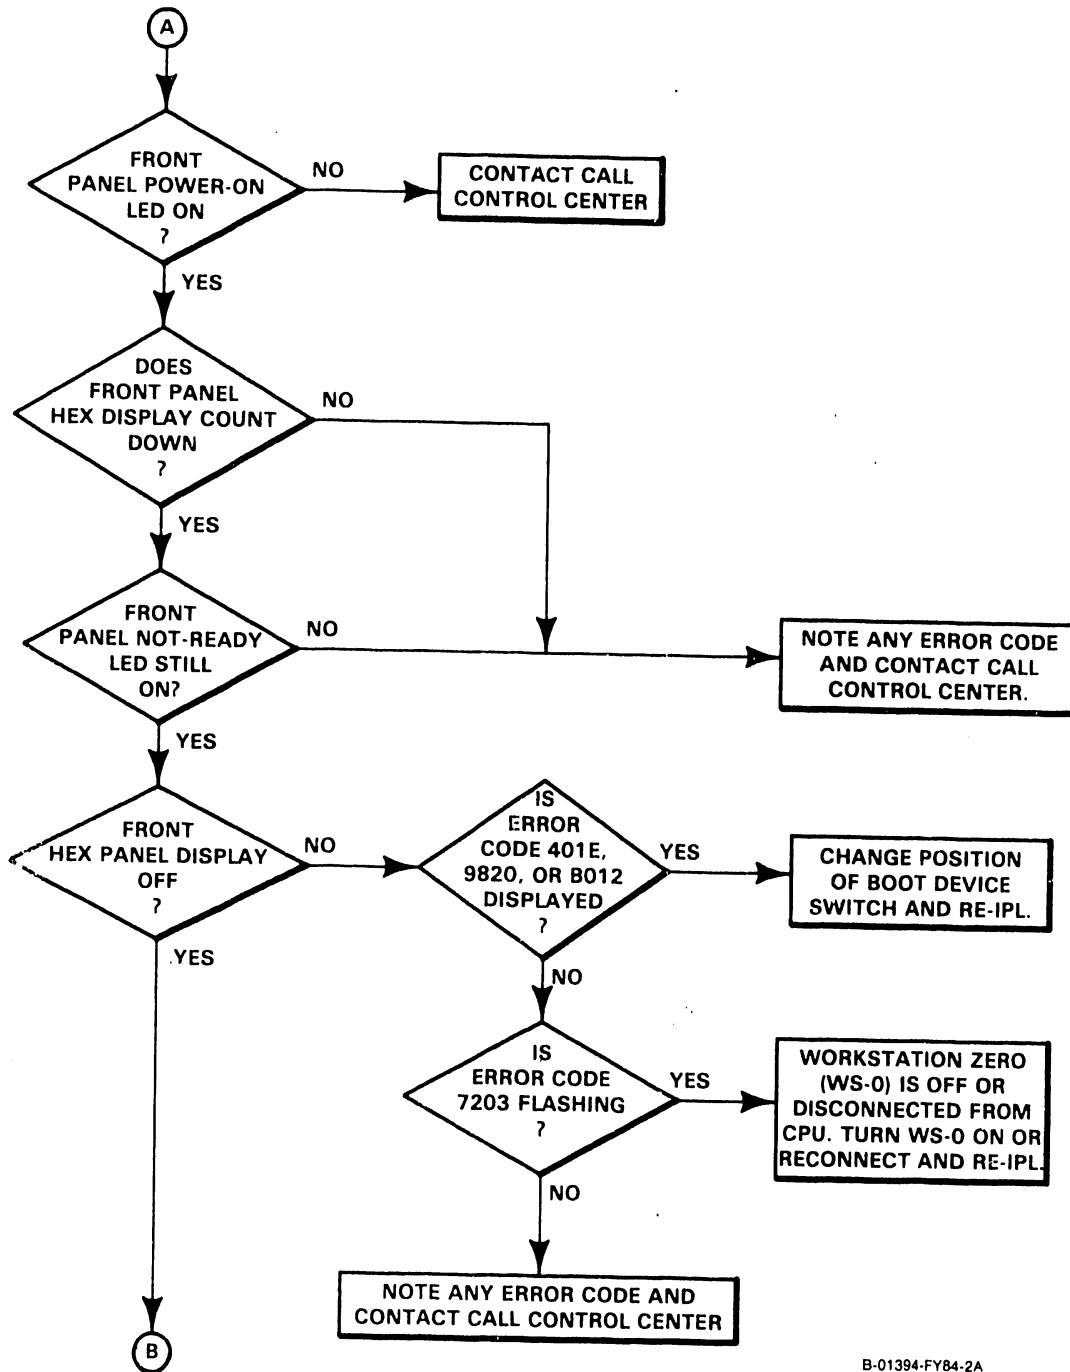 A
FRONT
PANEL POWER-ON
LED ON
?
NO
CONTACT CALL
CONTROL CENTER
YES
DOES
FRONT PANEL
HEX DISPLAY COUNT
DOWN
?
NO
YES
FRONT
PANEL NOT-READY
LED STILL
ON?
NO
NOTE ANY ERROR CODE
AND CONTACT CALL
CONTROL CENTER.
YES
FRONT
HEX PANEL DISPLAY
OFF
?
NO
IS
ERROR
CODE 401E,
9820, OR B012
DISPLAYED
?
YES
CHANGE POSITION
OF BOOT DEVICE
SWITCH AND RE-IPL.
YES
NO
IS
ERROR CODE
7203 FLASHING
?
YES
WORKSTATION ZERO
(WS-0) IS OFF OR
DISCONNECTED FROM
CPU. TURN WS-0 ON OR
RECONNECT AND RE-IPL.
NO
NOTE ANY ERROR CODE AND
CONTACT CALL CONTROL CENTER
B
B-01394-FY84-2A